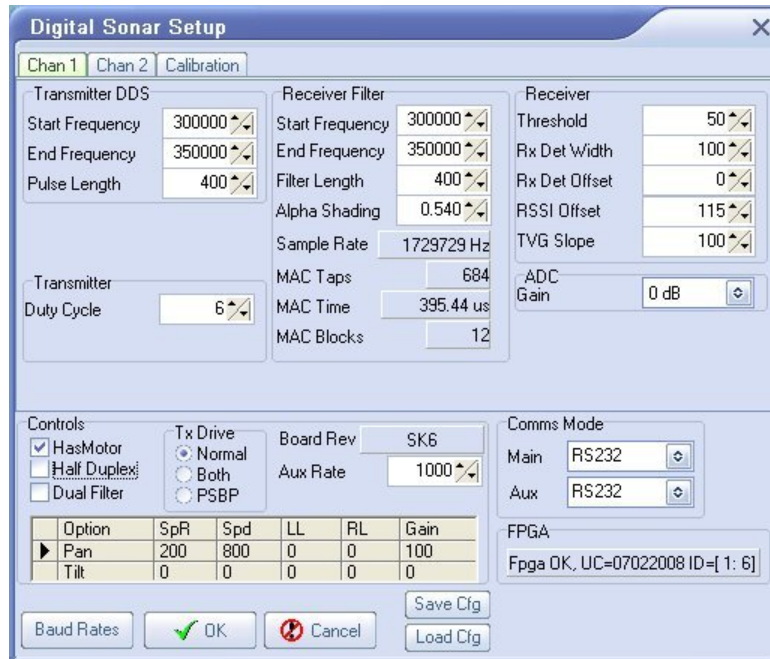 Digital Sonar Setup
Chan 1 Chan 2 Calibration
Transmitter DDS
Start Frequency 300000
End Frequency 350000
Pulse Length 400
Transmitter
Duty Cycle 6
Receiver Filter
Start Frequency 300000
End Frequency 350000
Filter Length 400
Alpha Shading 0.540
Sample Rate 1729729 Hz
MAC Taps 684
MAC Time 395.44 us
MAC Blocks 12
Receiver
Threshold 50
Rx Det Width 100
Rx Det Offset 0
RSSI Offset 115
TVG Slope 100
ADC
Gain 0 dB
Controls
HasMotor
Half Duplex
Dual Filter
Tx Drive
Normal
Both
PSBP
Board Rev SK6
Aux Rate 1000
Comms Mode
Main RS232
Aux RS232
Option SpR Spd LL RL Gain
Pan 200 800 0 0 100
Tilt 0 0 0 0 0
FPGA
Fpga OK, UC=07022008 ID=[ 1: 6]
Baud Rates OK Cancel
Save Cfg
Load Cfg